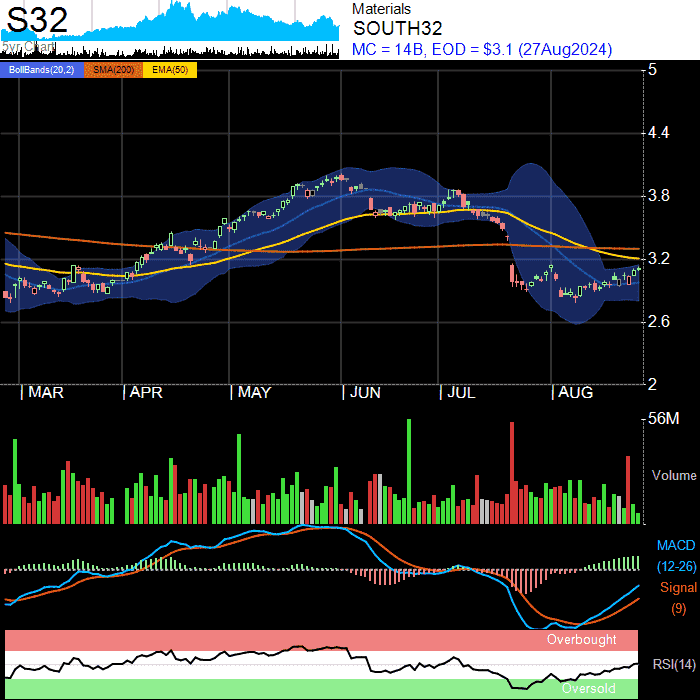 S32
5yr Chart
Materials
SOUTH32
MC = 14B, EOD = $3.1 (27Aug2024)
BollBands(20,2) SMA(200) EMA(50)
5
4.4
3.8
3.2
2.6
2
MAR APR MAY JUN JUL AUG
56M
Volume
MACD
(12-26)
Signal
(9)
Overbought
RSI(14)
Oversold